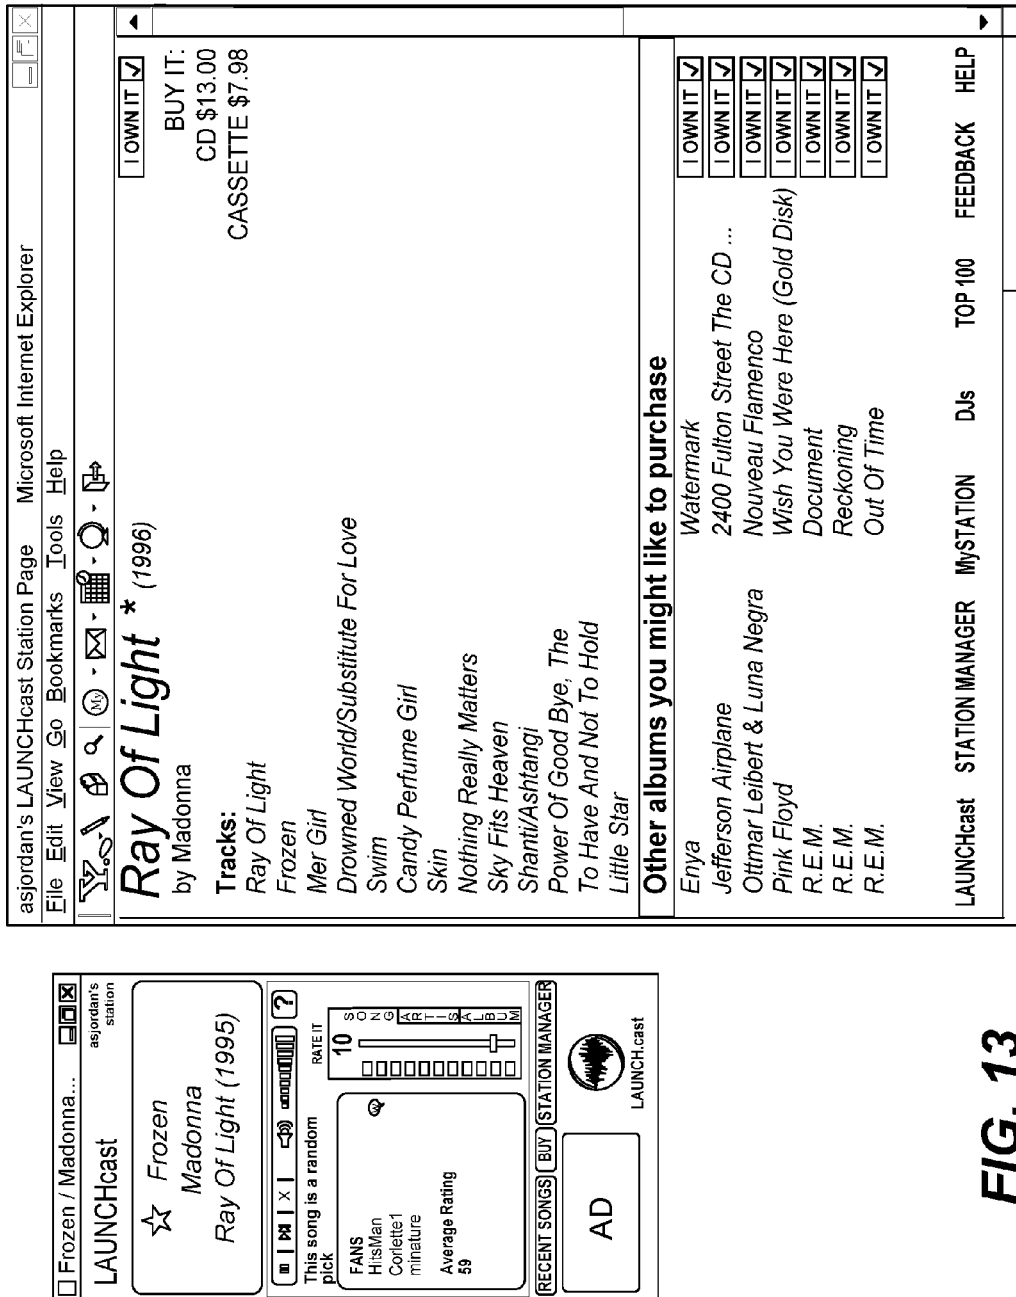 Frozen / Madonna...
LAUNCHcast
asjordan's
station
Frozen
Madonna
Ray Of Light (1995)
X
?
This song is a random
pick
RATE IT
FANS
HitsMan
Corlette1
minature
Average Rating
59
10
SONG
ARTIS
ALBUM
RECENT SONGS
BUY
STATION MANAGER
AD
LAUNCH.cast
asjordan's LAUNCHcast Station Page Microsoft Internet Explorer
File Edit View Go Bookmarks Tools Help
Y! My
Ray Of Light * (1996)
I OWN IT
by Madonna
BUY IT:
CD $13.00
CASSETTE $7.98
Tracks:
Ray Of Light
Frozen
Mer Girl
Drowned World/Substitute For Love
Swim
Candy Perfume Girl
Skin
Nothing Really Matters
Sky Fits Heaven
Shanti/Ashtangi
Power Of Good Bye, The
To Have And Not To Hold
Little Star
Other albums you might like to purchase
Enya Watermark I OWN IT
Jefferson Airplane 2400 Fulton Street The CD ... I OWN IT
Ottmar Leibert & Luna Negra Nouveau Flamenco I OWN IT
Pink Floyd Wish You Were Here (Gold Disk) I OWN IT
R.E.M. Document I OWN IT
R.E.M. Reckoning I OWN IT
R.E.M. Out Of Time I OWN IT
LAUNCHcast STATION MANAGER MySTATION DJs TOP 100 FEEDBACK HELP
FIG. 13